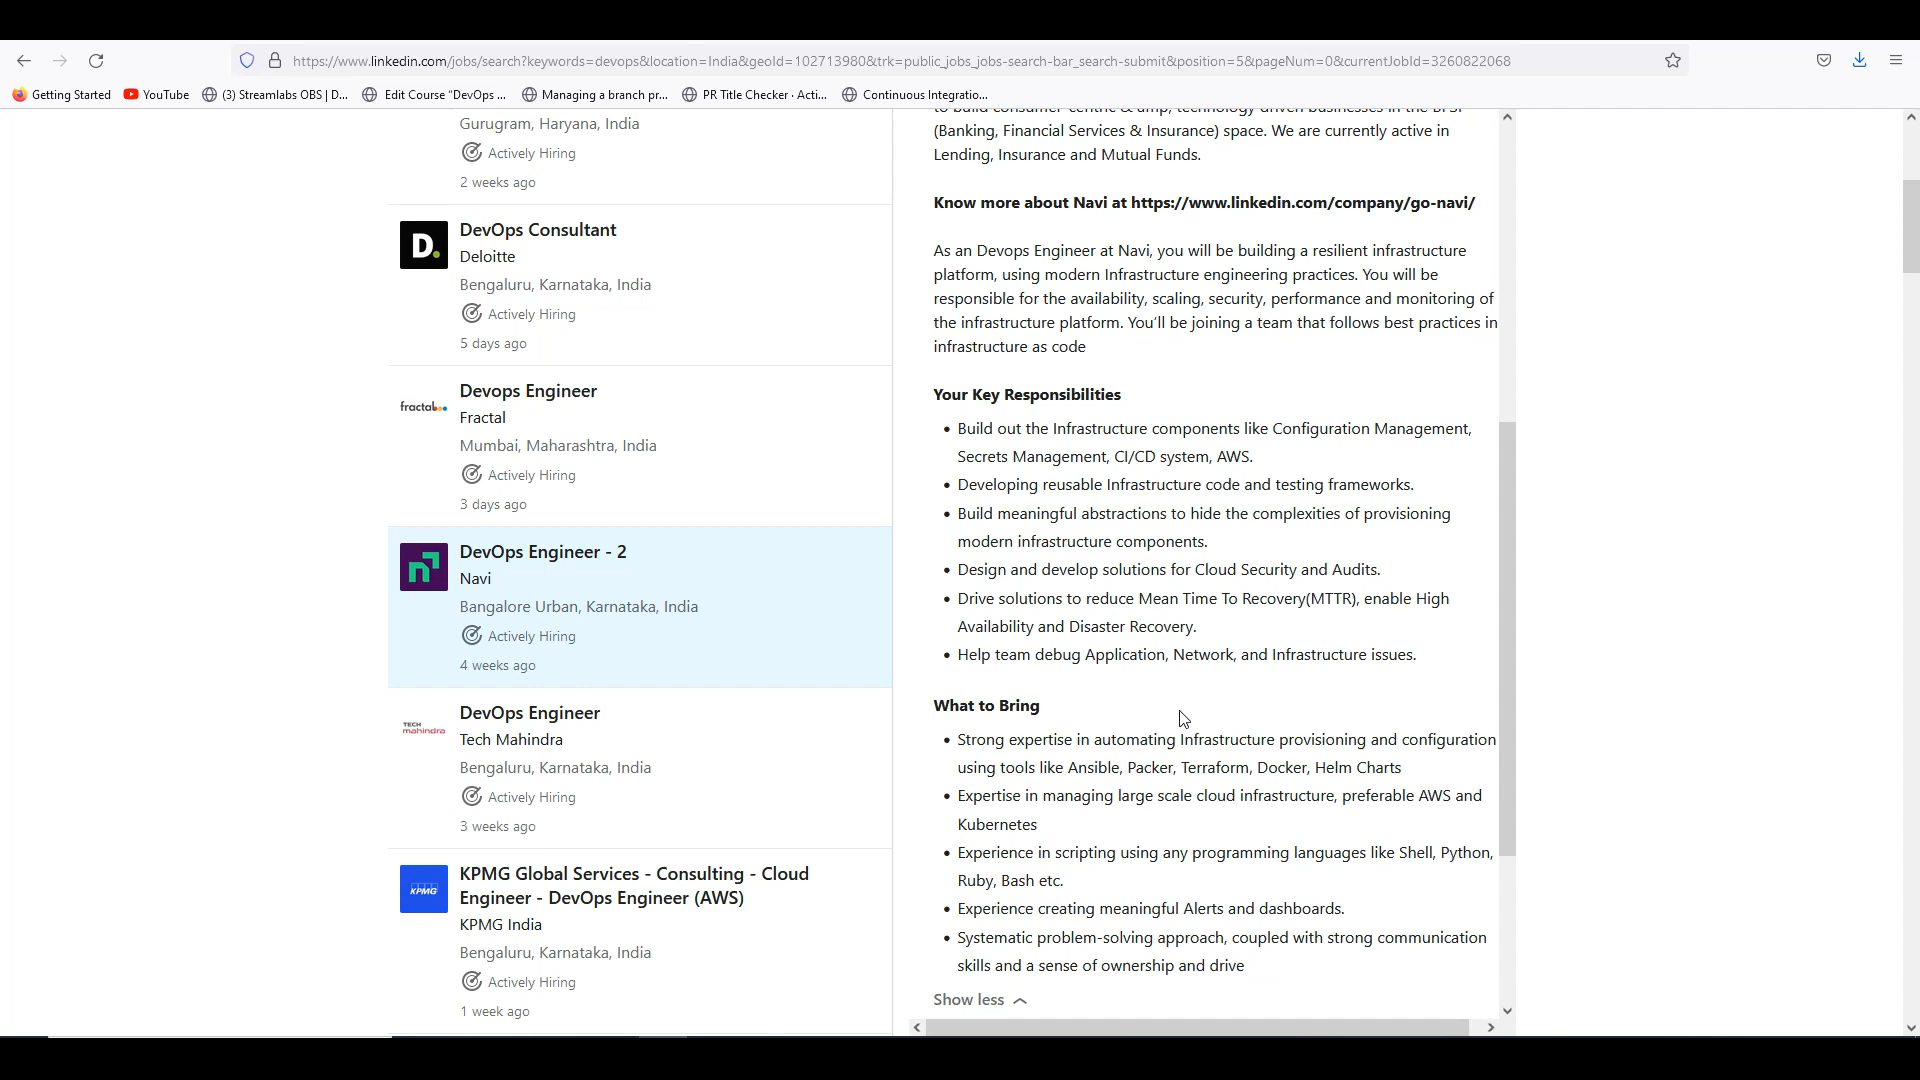 https://www.linkedin.com/jobs/search?keywords=devops&location=India&geoId=102713980&trk=public_jobs_jobs-search-bar_search-submit&position=5&pageNum=0&currentJobId=3260822068
Getting Started
YouTube
(3) Streamlabs OBS | D...
Edit Course "DevOps ...
Managing a branch pr...
PR Title Checker · Acti...
Continuous Integratio...
Gurugram, Haryana, India
Actively Hiring
2 weeks ago
D.
DevOps Consultant
Deloitte
Bengaluru, Karnataka, India
Actively Hiring
5 days ago
fractal
Devops Engineer
Fractal
Mumbai, Maharashtra, India
Actively Hiring
3 days ago
n
DevOps Engineer - 2
Navi
Bangalore Urban, Karnataka, India
Actively Hiring
4 weeks ago
TECH
mahindra
DevOps Engineer
Tech Mahindra
Bengaluru, Karnataka, India
Actively Hiring
3 weeks ago
KPMG
KPMG Global Services - Consulting - Cloud
Engineer - DevOps Engineer (AWS)
KPMG India
Bengaluru, Karnataka, India
Actively Hiring
1 week ago
to build consumer-centric & amp; technology driven businesses in the BFSI
(Banking, Financial Services & Insurance) space. We are currently active in
Lending, Insurance and Mutual Funds.
Know more about Navi at https://www.linkedin.com/company/go-navi/
As an Devops Engineer at Navi, you will be building a resilient infrastructure
platform, using modern Infrastructure engineering practices. You will be
responsible for the availability, scaling, security, performance and monitoring of
the infrastructure platform. You'll be joining a team that follows best practices in
infrastructure as code
Your Key Responsibilities
• Build out the Infrastructure components like Configuration Management,
Secrets Management, CI/CD system, AWS.
• Developing reusable Infrastructure code and testing frameworks.
• Build meaningful abstractions to hide the complexities of provisioning
modern infrastructure components.
• Design and develop solutions for Cloud Security and Audits.
• Drive solutions to reduce Mean Time To Recovery(MTTR), enable High
Availability and Disaster Recovery.
• Help team debug Application, Network, and Infrastructure issues.
What to Bring
• Strong expertise in automating Infrastructure provisioning and configuration
using tools like Ansible, Packer, Terraform, Docker, Helm Charts
• Expertise in managing large scale cloud infrastructure, preferable AWS and
Kubernetes
• Experience in scripting using any programming languages like Shell, Python,
Ruby, Bash etc.
• Experience creating meaningful Alerts and dashboards.
• Systematic problem-solving approach, coupled with strong communication
skills and a sense of ownership and drive
Show less